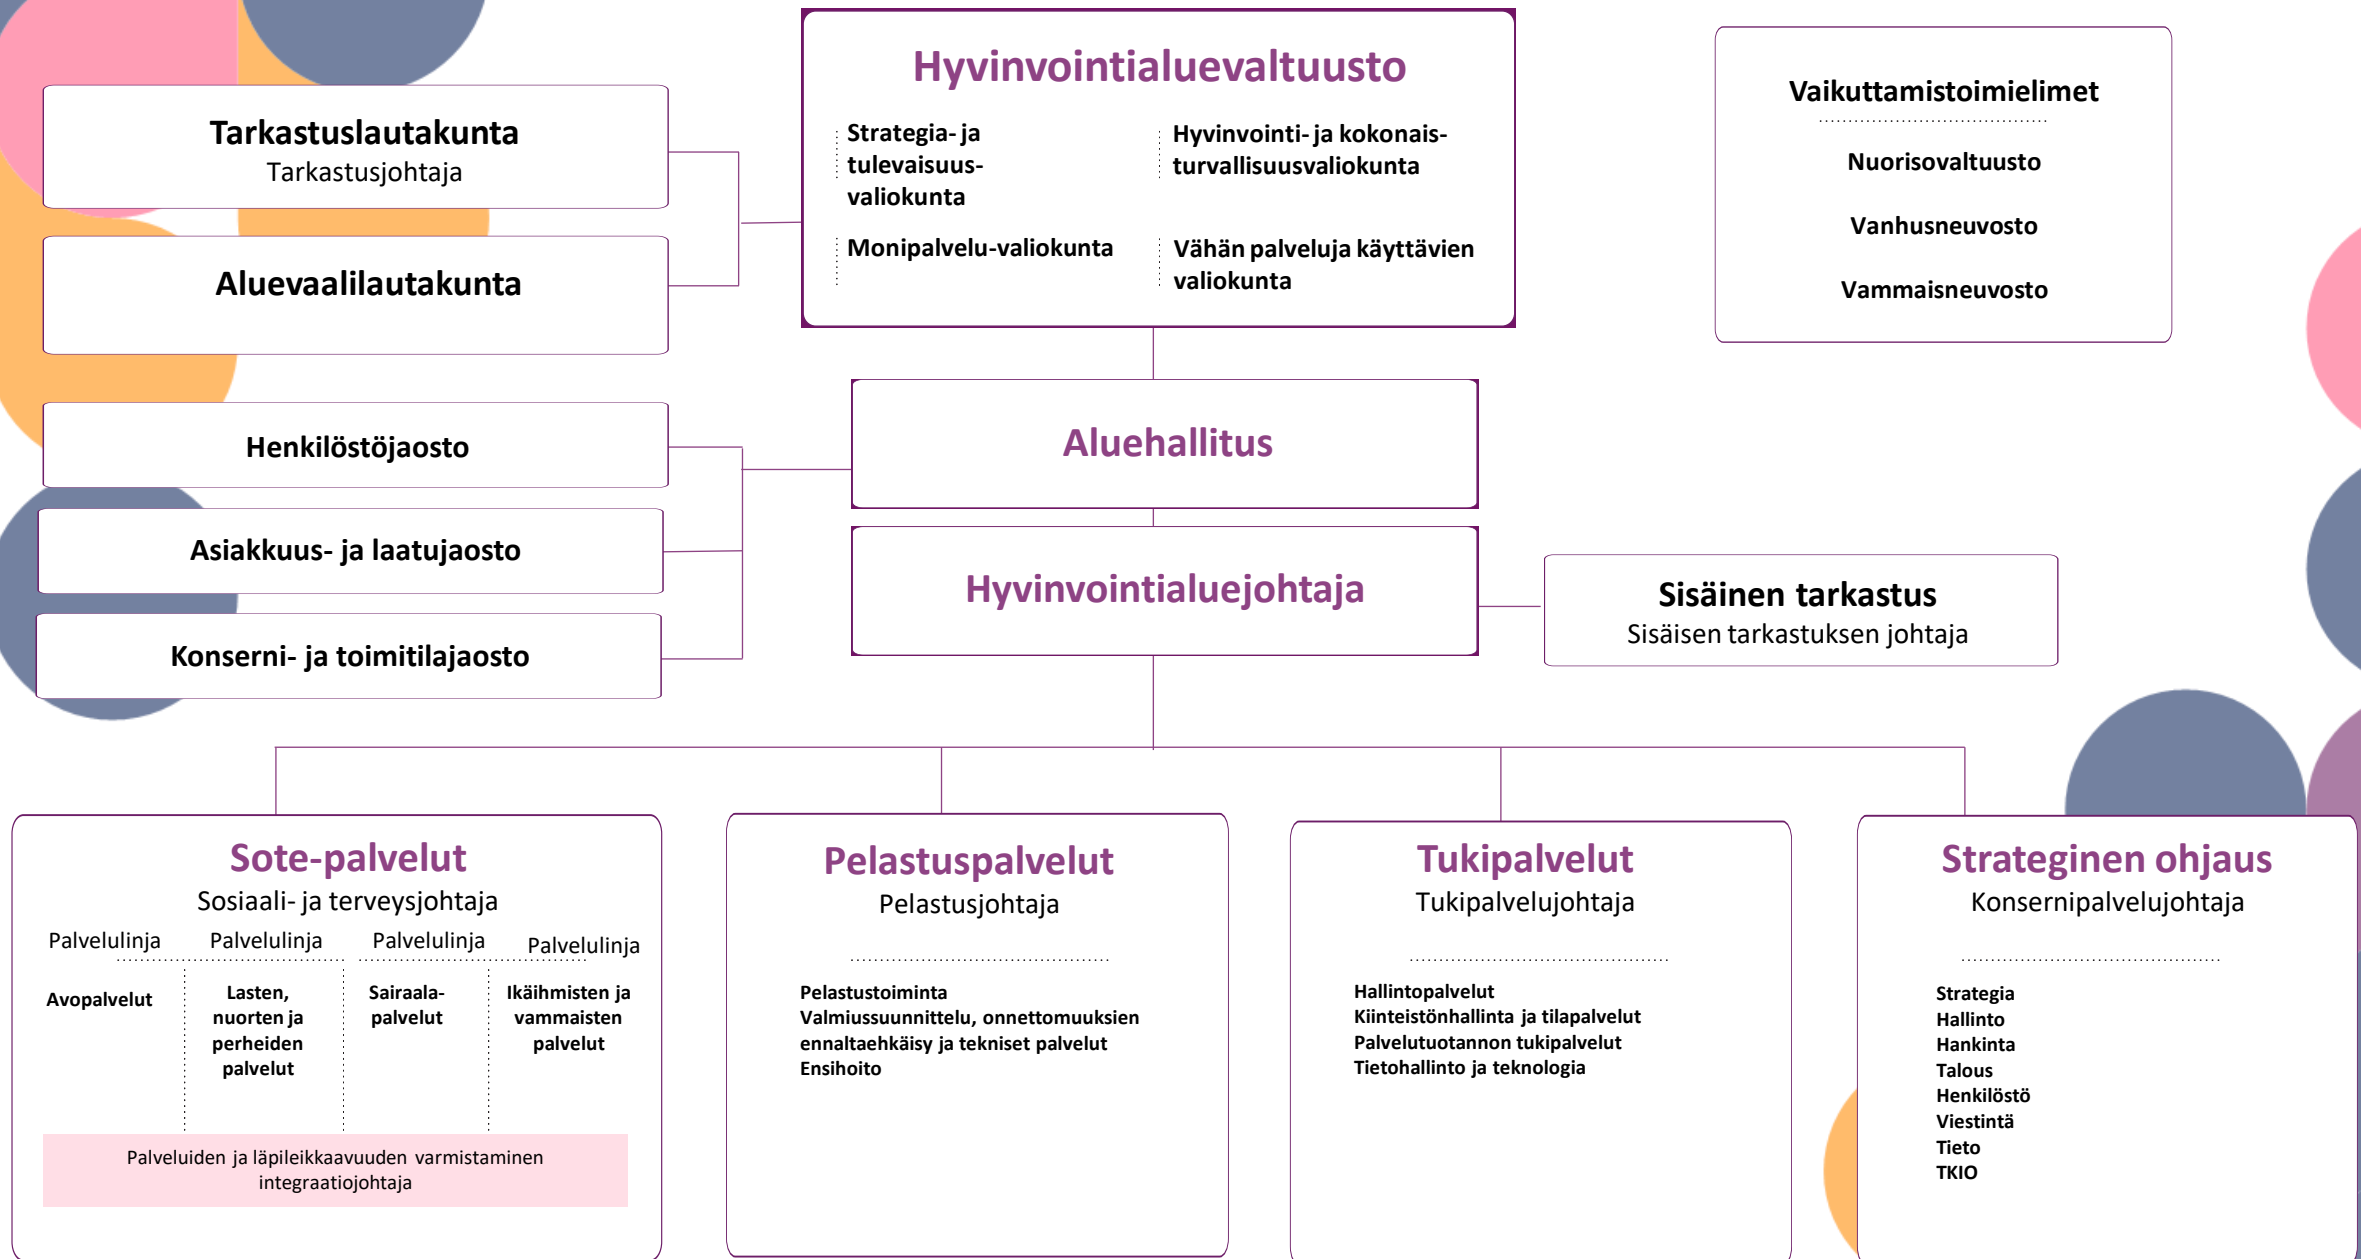 Hyvinvointialuevaltuusto
Strategia- ja
tulevaisuus-
valiokunta
Hyvinvointi- ja kokonais-
turvallisuusvaliokunta
Monipalvelu-valiokunta
Vähän palveluja käyttävien
valiokunta
Vaikuttamistoimielimet
Nuorisovaltuusto
Vanhusneuvosto
Vammaisneuvosto
Tarkastuslautakunta
Tarkastusjohtaja
Aluevaalilautakunta
Aluehallitus
Henkilöstöjaosto
Asiakkuus- ja laatujaosto
Konserni- ja toimitilajaosto
Hyvinvointialuejohtaja
Sisäinen tarkastus
Sisäisen tarkastuksen johtaja
Sote-palvelut
Sosiaali- ja terveysjohtaja
Palvelulinja
Avopalvelut
Palvelulinja
Lasten,
nuorten ja
perheiden
palvelut
Palvelulinja
Sairaala-
palvelut
Palvelulinja
Ikäihmisten ja
vammaisten
palvelut
Palveluiden ja läpileikkaavuuden varmistaminen
integraatiojohtaja
Pelastuspalvelut
Pelastusjohtaja
Pelastustoiminta
Valmiussuunnittelu, onnettomuuksien
ennaltaehkäisy ja tekniset palvelut
Ensihoito
Tukipalvelut
Tukipalvelujohtaja
Hallintopalvelut
Kiinteistönhallinta ja tilapalvelut
Palvelutuotannon tukipalvelut
Tietohallinto ja teknologia
Strateginen ohjaus
Konsernipalvelujohtaja
Strategia
Hallinto
Hankinta
Talous
Henkilöstö
Viestintä
Tieto
TKIO